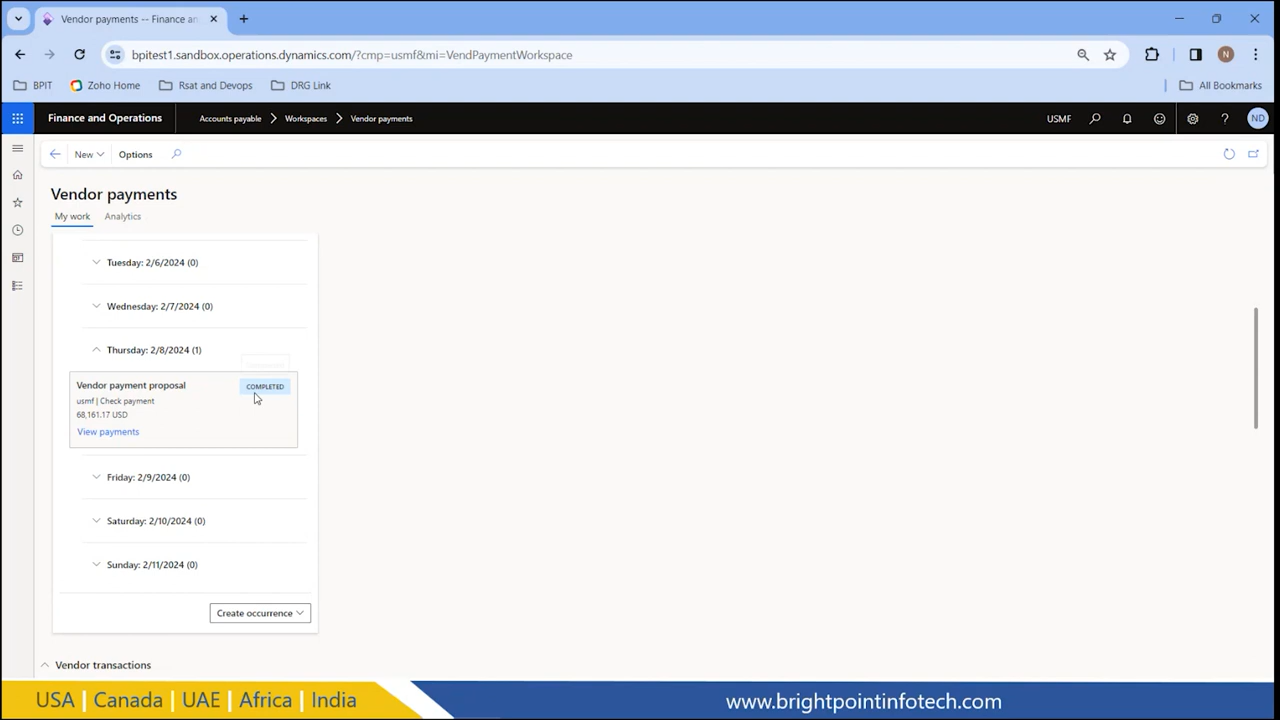 Vendor payments -- Finance an
bpitest1.sandbox.operations.dynamics.com/?cmp=usmf&mi=VendPaymentWorkspace
N
BPIT
Zoho Home
Rsat and Devops
DRG Link
All Bookmarks
Finance and Operations
Accounts payable
Workspaces
Vendor payments
USMF
ND
New
Options
Vendor payments
My work
Analytics
Tuesday: 2/6/2024 (0)
Wednesday: 2/7/2024 (0)
Thursday: 2/8/2024 (1)
Vendor payment proposal
COMPLETED
usmf | Check payment
68,161.17 USD
View payments
Friday: 2/9/2024 (0)
Saturday: 2/10/2024 (0)
Sunday: 2/11/2024 (0)
Create occurrence
Vendor transactions
USA | Canada | UAE | Africa | India
www.brightpointinfotech.com